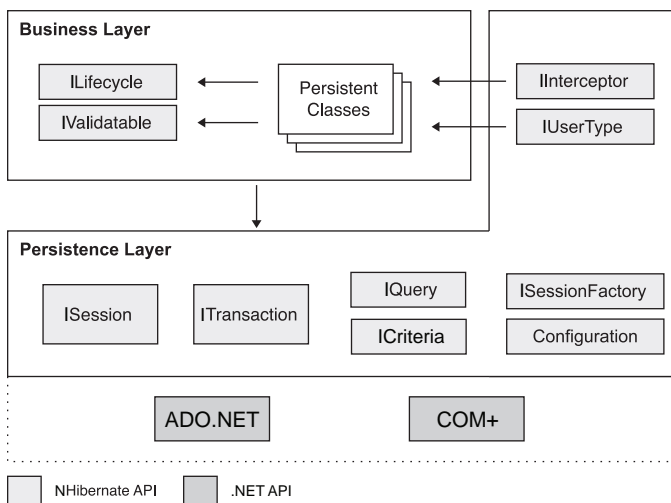 Business Layer
ILifecycle
IValidatable
Persistent
Classes
IInterceptor
IUserType
Persistence Layer
ISession
ITransaction
IQuery
ICriteria
ISessionFactory
Configuration
ADO.NET
COM+
NHibernate API
.NET API